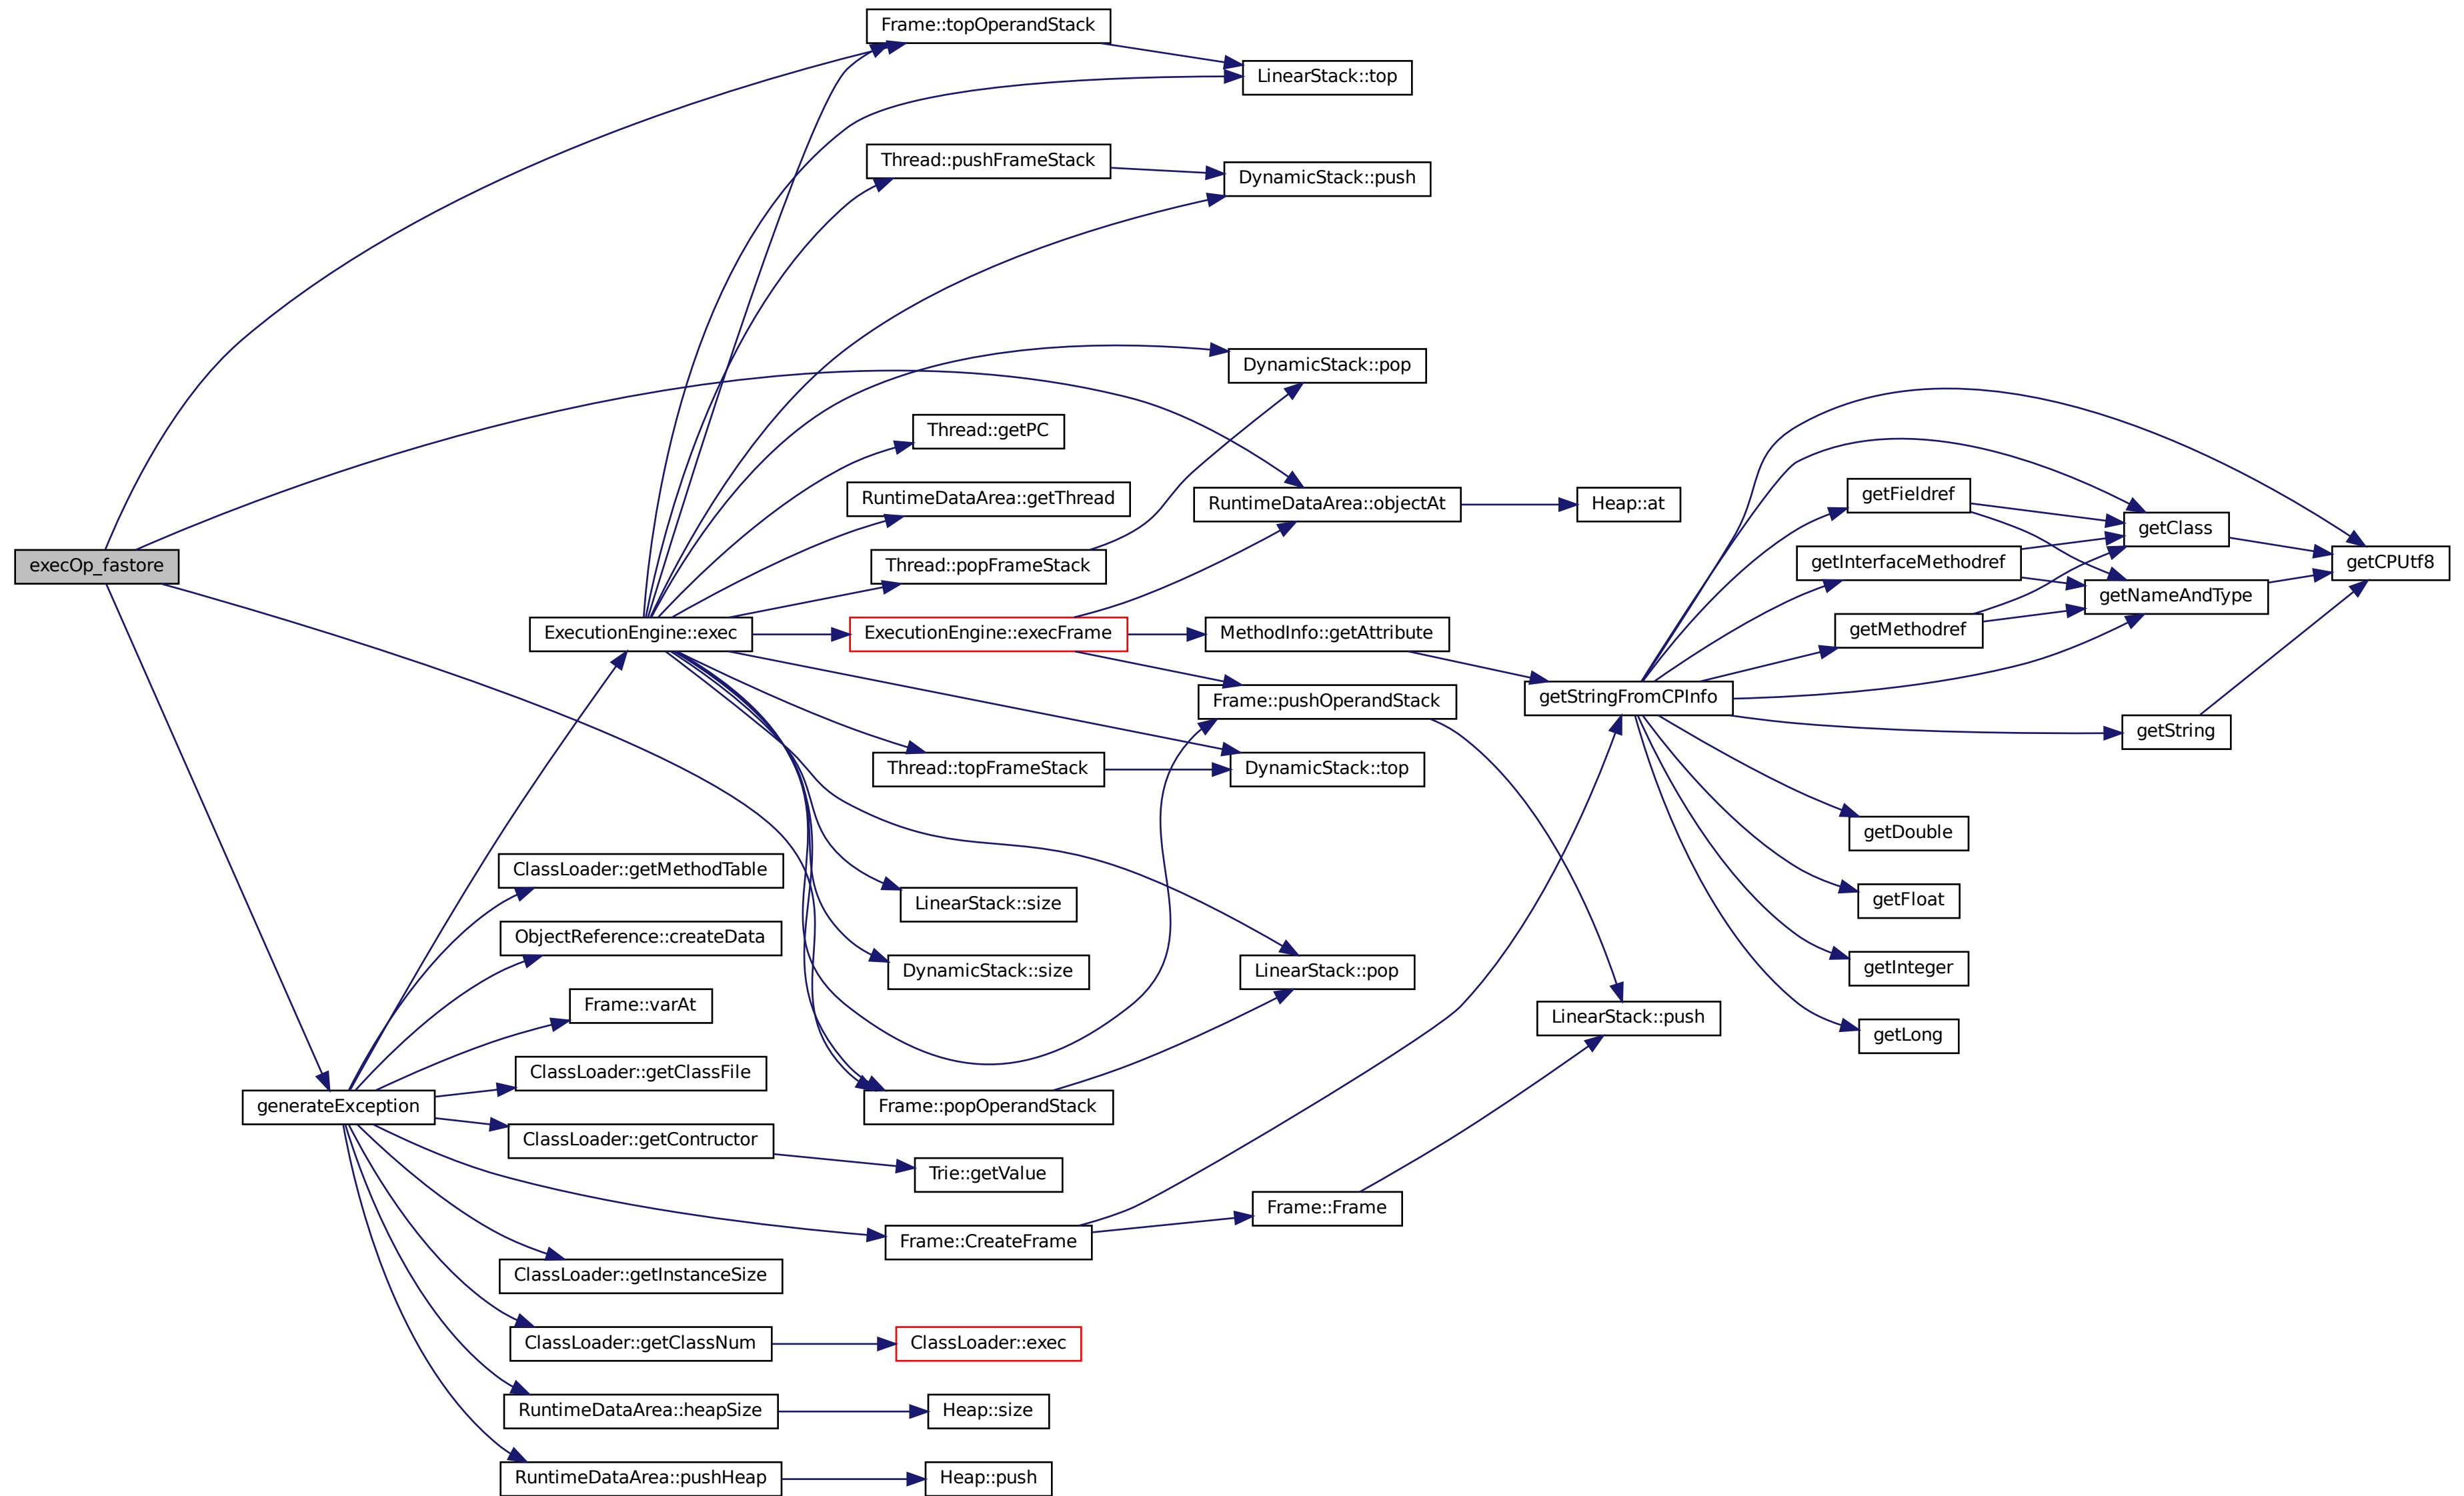 Frame::topOperandStack
LinearStack::top
Thread::pushFrameStack
DynamicStack::push
DynamicStack::pop
Thread::getPC
RuntimeDataArea::getThread
RuntimeDataArea::objectAt
Heap::at
getFieldref
getClass
execOp_fastore
Thread::popFrameStack
getInterfaceMethodref
getCPUtf8
getNameAndType
ExecutionEngine::exec
ExecutionEngine::execFrame
MethodInfo::getAttribute
getMethodref
Frame::pushOperandStack
getStringFromCPInfo
getString
Thread::topFrameStack
DynamicStack::top
getDouble
ClassLoader::getMethodTable
LinearStack::size
getFloat
ObjectReference::createData
DynamicStack::size
LinearStack::pop
getInteger
Frame::varAt
LinearStack::push
getLong
ClassLoader::getClassFile
generateException
Frame::popOperandStack
ClassLoader::getContructor
Trie::getValue
Frame::Frame
Frame::CreateFrame
ClassLoader::getInstanceSize
ClassLoader::getClassNum
ClassLoader::exec
RuntimeDataArea::heapSize
Heap::size
RuntimeDataArea::pushHeap
Heap::push